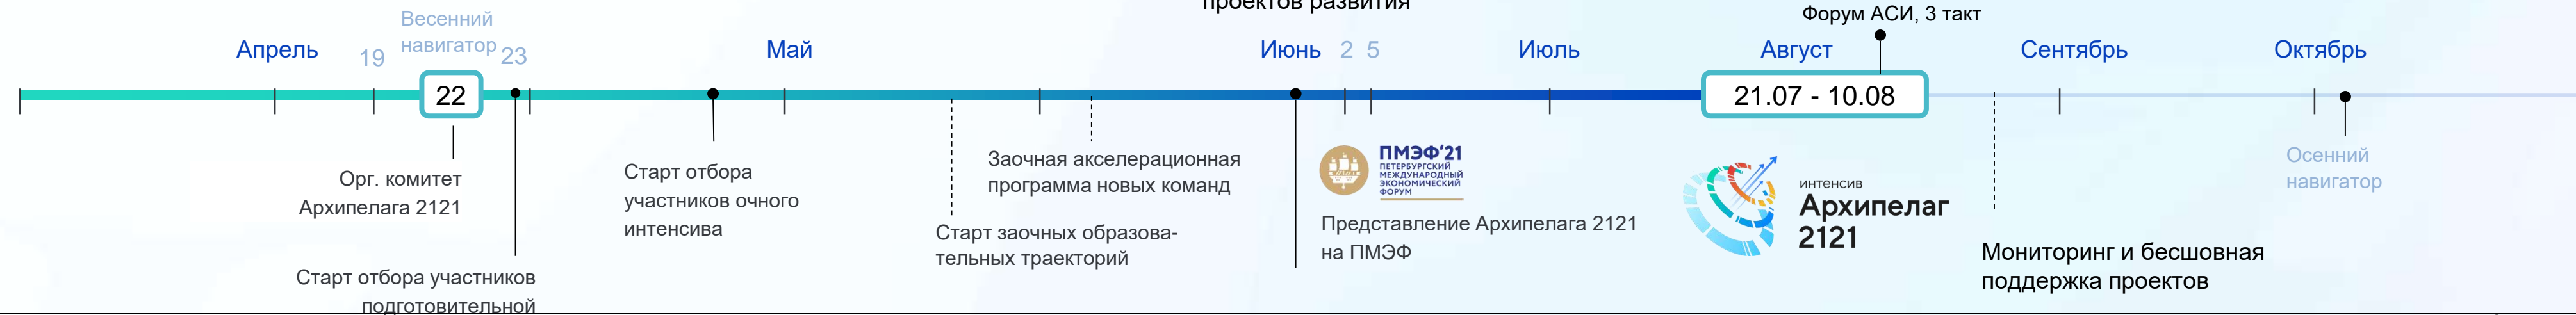 проектов развития
Форум АСИ, 3 такт
Весенний
навигатор
Апрель
19
23
Май
Июнь
2
5
Июль
Август
Сентябрь
Октябрь
22
21.07 - 10.08
Орг. комитет
Архипелага 2121
Старт отбора участников
подготовительной
Старт отбора
участников очного
интенсива
Заочная акселерационная
программа новых команд
Старт заочных образова-
тельных траекторий
ПМЭФ‘21
ПЕТЕРБУРГСКИЙ
МЕЖДУНАРОДНЫЙ
ЭКОНОМИЧЕСКИЙ
ФОРУМ
Представление Архипелага 2121
на ПМЭФ
интенсив
Архипелаг
2121
Мониторинг и бесшовная
поддержка проектов
Осенний
навигатор